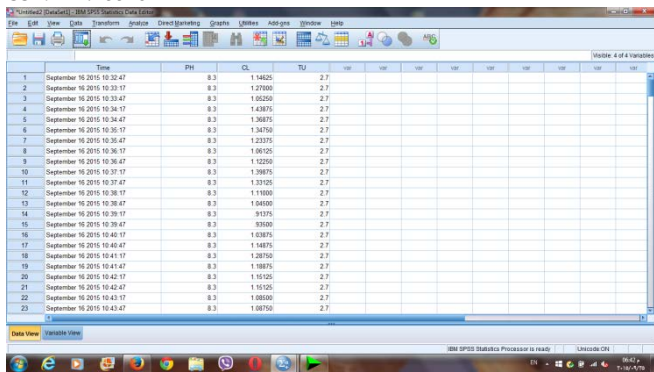 *Untitled2 [DataSet1] - IBM SPSS Statistics Data Editor
File Edit View Data Transform Analyze Direct Marketing Graphs Utilities Add-ons Window Help
Visible: 4 of 4 Variables
Time PH CL TU var var var var var var var var
1 September 16 2015 10:32:47 8.3 1.14625 2.7
2 September 16 2015 10:33:17 8.3 1.27000 2.7
3 September 16 2015 10:33:47 8.3 1.05250 2.7
4 September 16 2015 10:34:17 8.3 1.43875 2.7
5 September 16 2015 10:34:47 8.3 1.36875 2.7
6 September 16 2015 10:35:17 8.3 1.34750 2.7
7 September 16 2015 10:35:47 8.3 1.23375 2.7
8 September 16 2015 10:36:17 8.3 1.06125 2.7
9 September 16 2015 10:36:47 8.3 1.12250 2.7
10 September 16 2015 10:37:17 8.3 1.39875 2.7
11 September 16 2015 10:37:47 8.3 1.33125 2.7
12 September 16 2015 10:38:17 8.3 1.11000 2.7
13 September 16 2015 10:38:47 8.3 1.04500 2.7
14 September 16 2015 10:39:17 8.3 .91375 2.7
15 September 16 2015 10:39:47 8.3 .93500 2.7
16 September 16 2015 10:40:17 8.3 1.03875 2.7
17 September 16 2015 10:40:47 8.3 1.14875 2.7
18 September 16 2015 10:41:17 8.3 1.28750 2.7
19 September 16 2015 10:41:47 8.3 1.18875 2.7
20 September 16 2015 10:42:17 8.3 1.15125 2.7
21 September 16 2015 10:42:47 8.3 1.15125 2.7
22 September 16 2015 10:43:17 8.3 1.08500 2.7
23 September 16 2015 10:43:47 8.3 1.08750 2.7
Data View Variable View
IBM SPSS Statistics Processor is ready Unicode:ON
EN 06:42 م